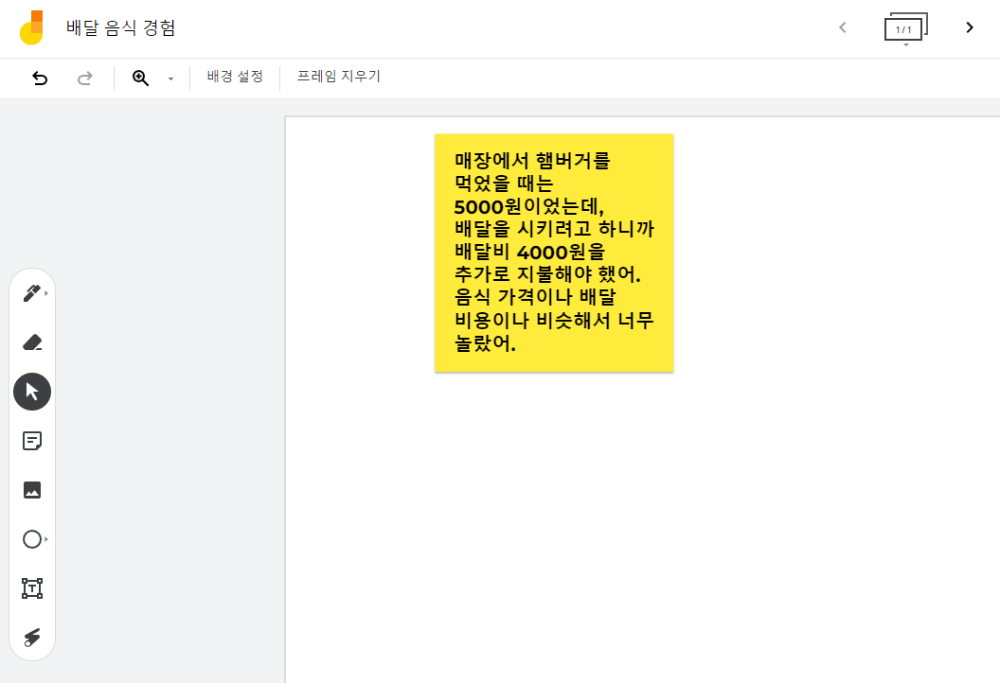 배달 음식 경험
1 / 1
배경 설정
프레임 지우기
매장에서 햄버거를
먹었을 때는
5000원이었는데,
배달을 시키려고 하니까
배달비 4000원을
추가로 지불해야 했어.
음식 가격이나 배달
비용이나 비슷해서 너무
놀랐어.
T